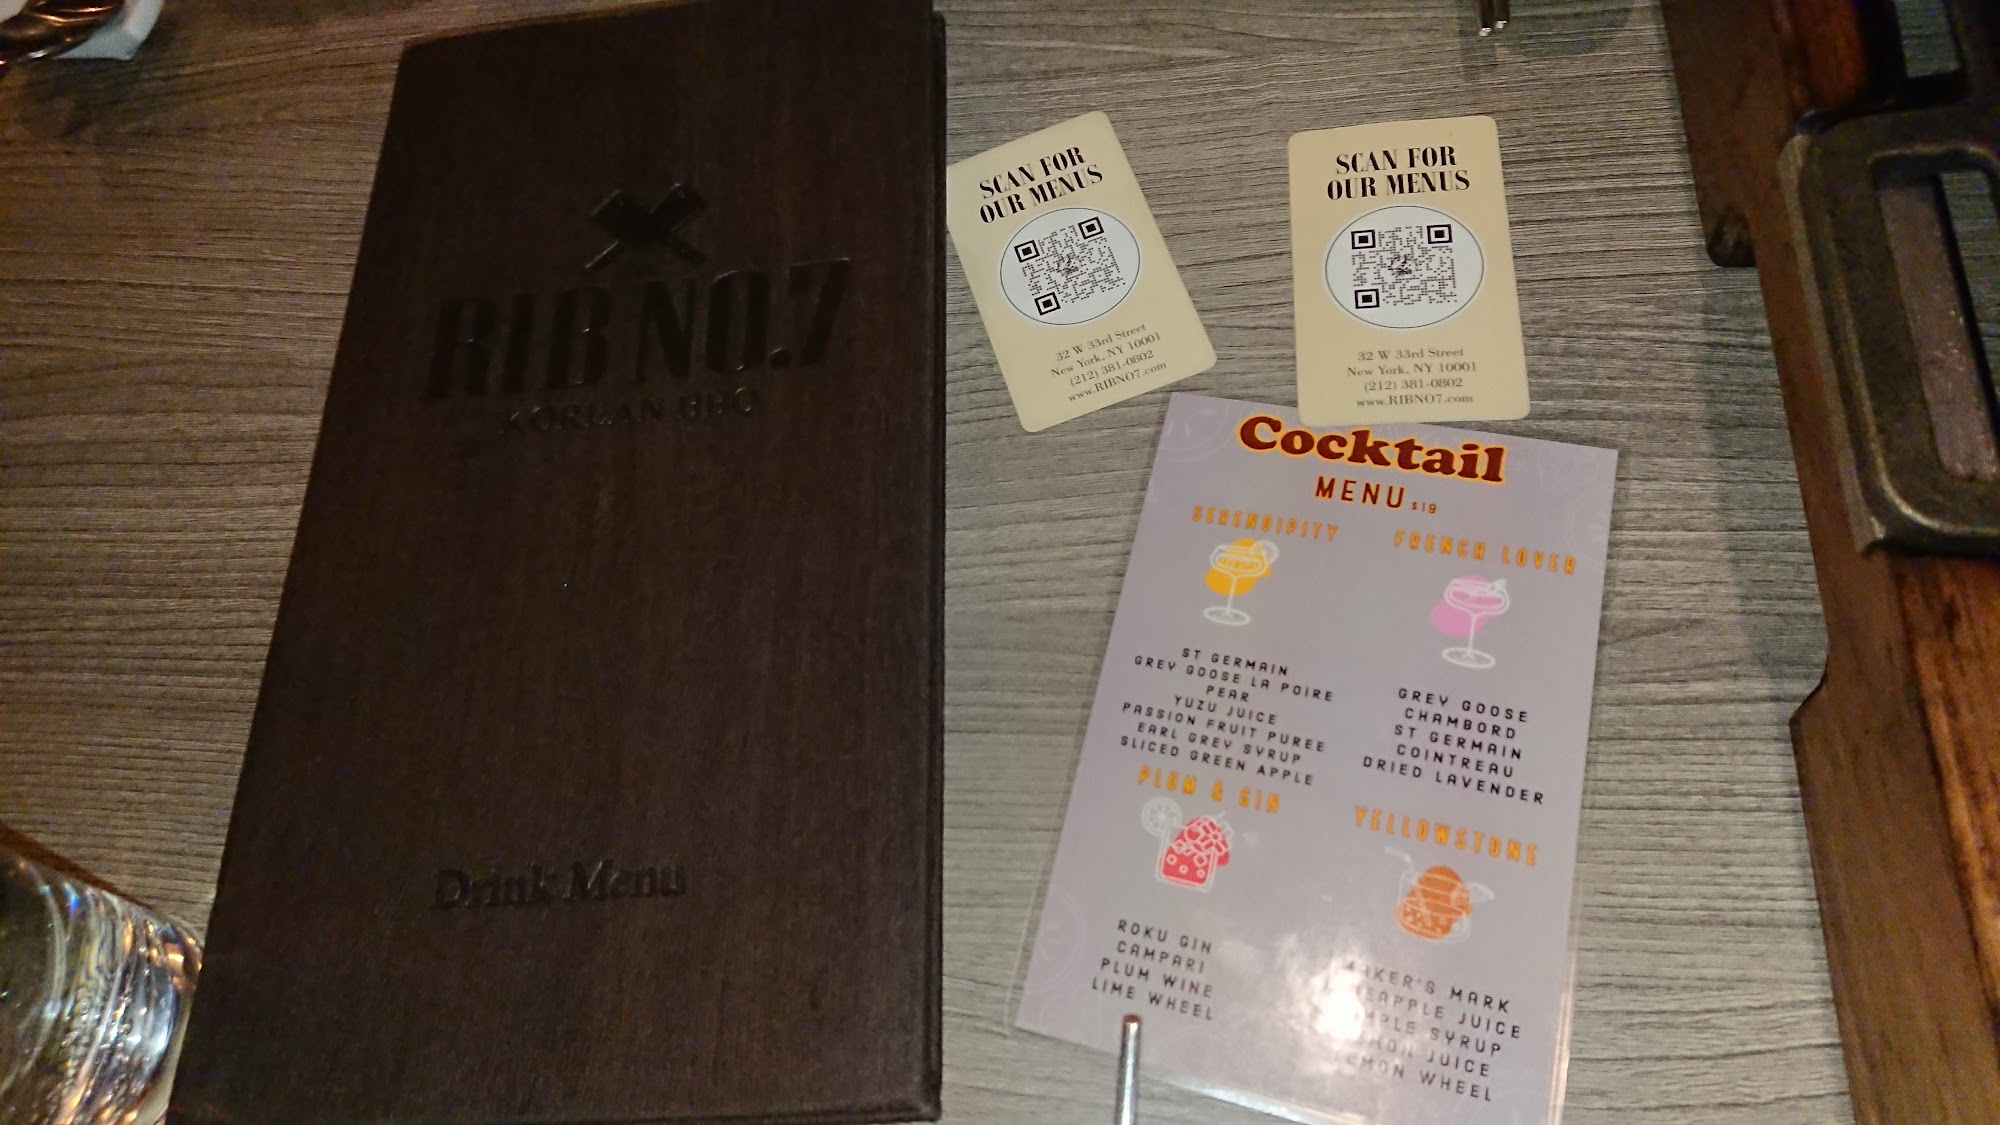 RIB NO.7
KOREAN BBQ
Drink Menu
SCAN FOR
OUR MENUS
32 W 33rd Street
New York, NY 10001
(212) 381-0802
www.RIBNO7.com
SCAN FOR
OUR MENUS
32 W 33rd Street
New York, NY 10001
(212) 381-0802
www.RIBNO7.com
Cocktail
MENU $19
SERENDIPITY
ST GERMAIN
GREY GOOSE LA POIRE
PEAR
YUZU JUICE
PASSION FRUIT PUREE
EARL GREY SYRUP
SLICED GREEN APPLE
FRENCH LOVER
GREY GOOSE
CHAMBORD
ST GERMAIN
COINTREAU
DRIED LAVENDER
PLUM & GIN
ROKU GIN
CAMPARI
PLUM WINE
LIME WHEEL
YELLOWSTONE
MARK
JUICE
SYRUP
JUICE
LEMON WHEEL